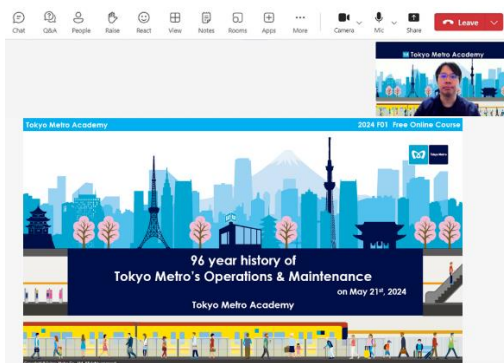 Chat
Q&A
People
Raise
React
View
Notes
Rooms
Apps
More
Camera
Mic
Share
Leave
Tokyo Metro Academy
Tokyo Metro Academy
2024 F01 Free Online Course
Tokyo Metro
96 year history of
Tokyo Metro's Operations & Maintenance
on May 21st, 2024
Tokyo Metro Academy